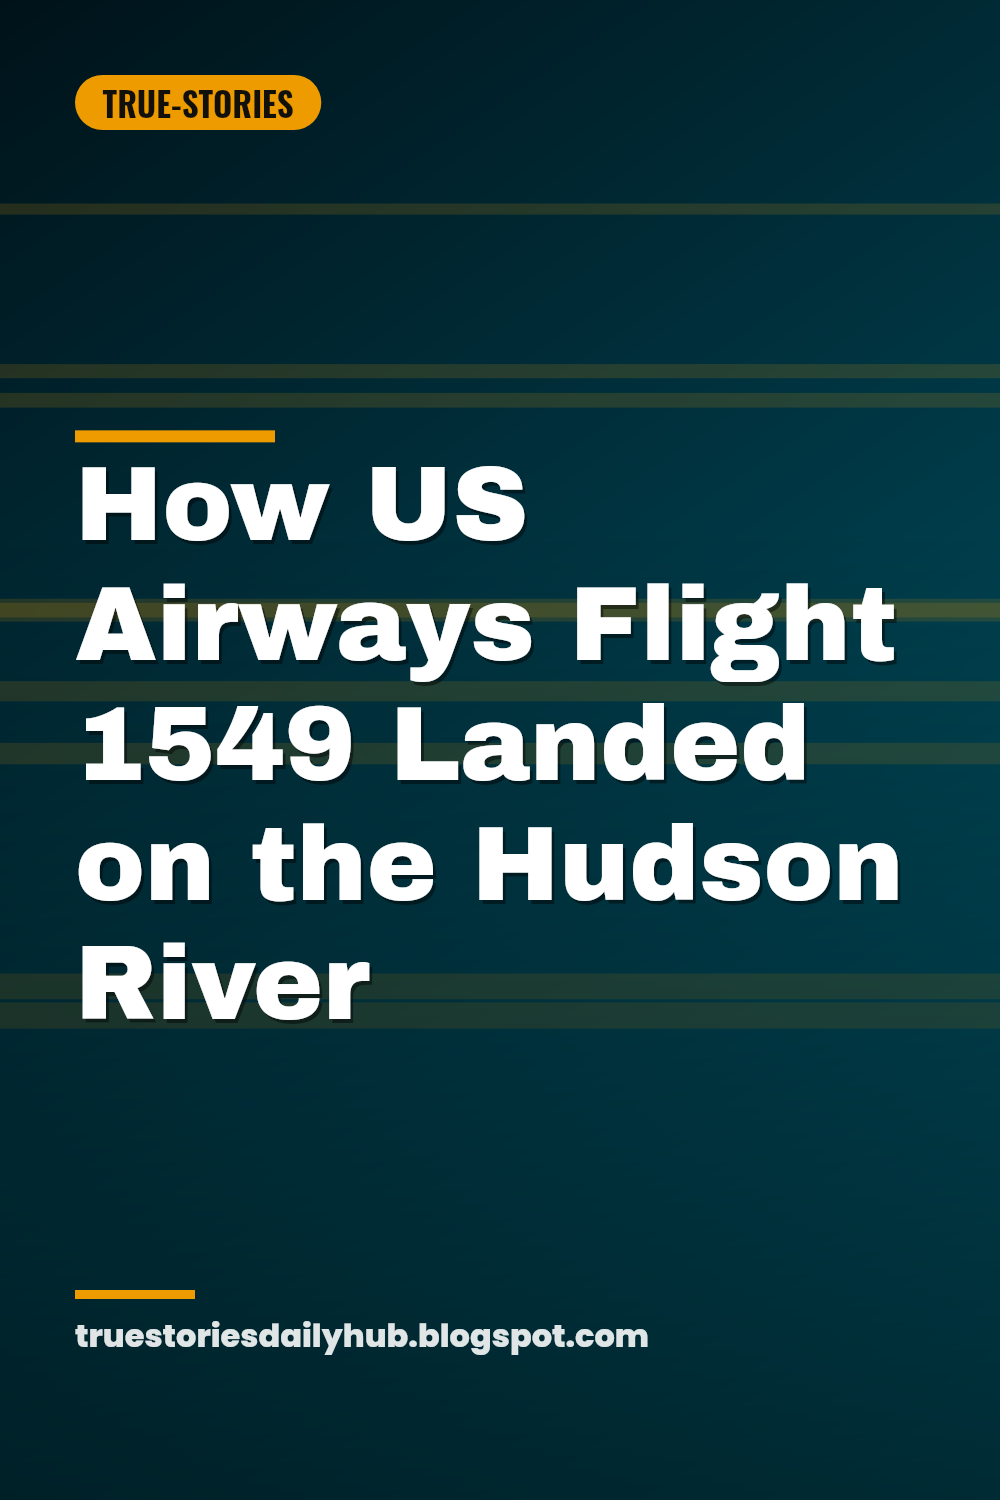 TRUE-STORIES
How US
Airways Flight
1549 Landed
on the Hudson
River
truestoriesdailyhub.blogspot.com